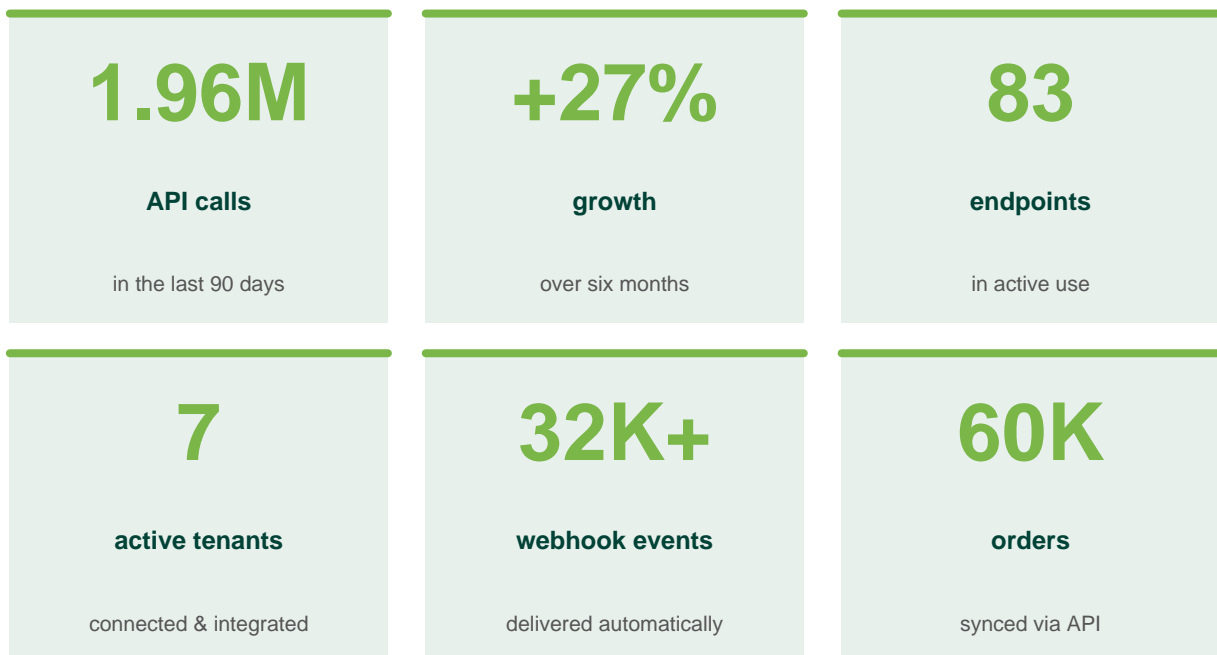 1.96M
API calls
in the last 90 days
+27%
growth
over six months
83
endpoints
in active use
7
active tenants
connected & integrated
32K+
webhook events
delivered automatically
60K
orders
synced via API